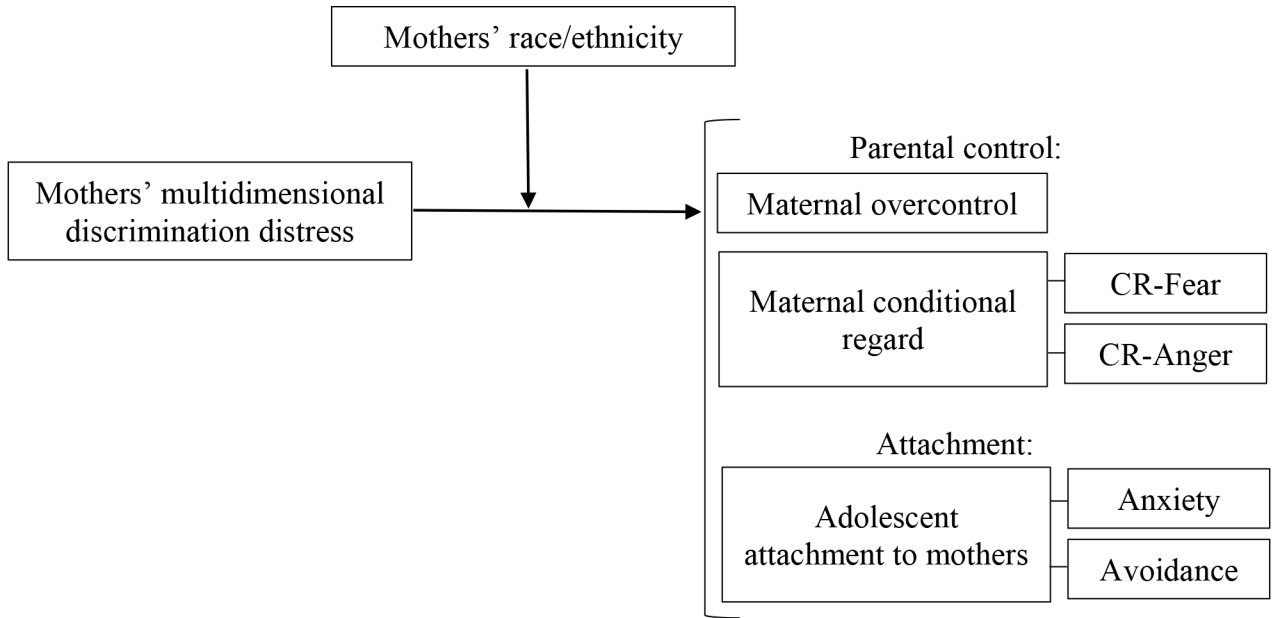 Mothers’ race/ethnicity
Mothers’ multidimensional
discrimination distress
Parental control:
Maternal overcontrol
Maternal conditional
regard
CR-Fear
CR-Anger
Attachment:
Adolescent
attachment to mothers
Anxiety
Avoidance